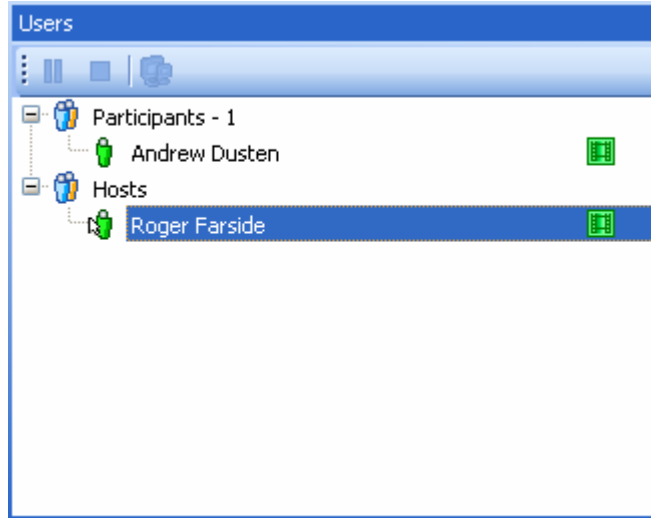 Users
Participants - 1
Andrew Dusten
Hosts
Roger Farside